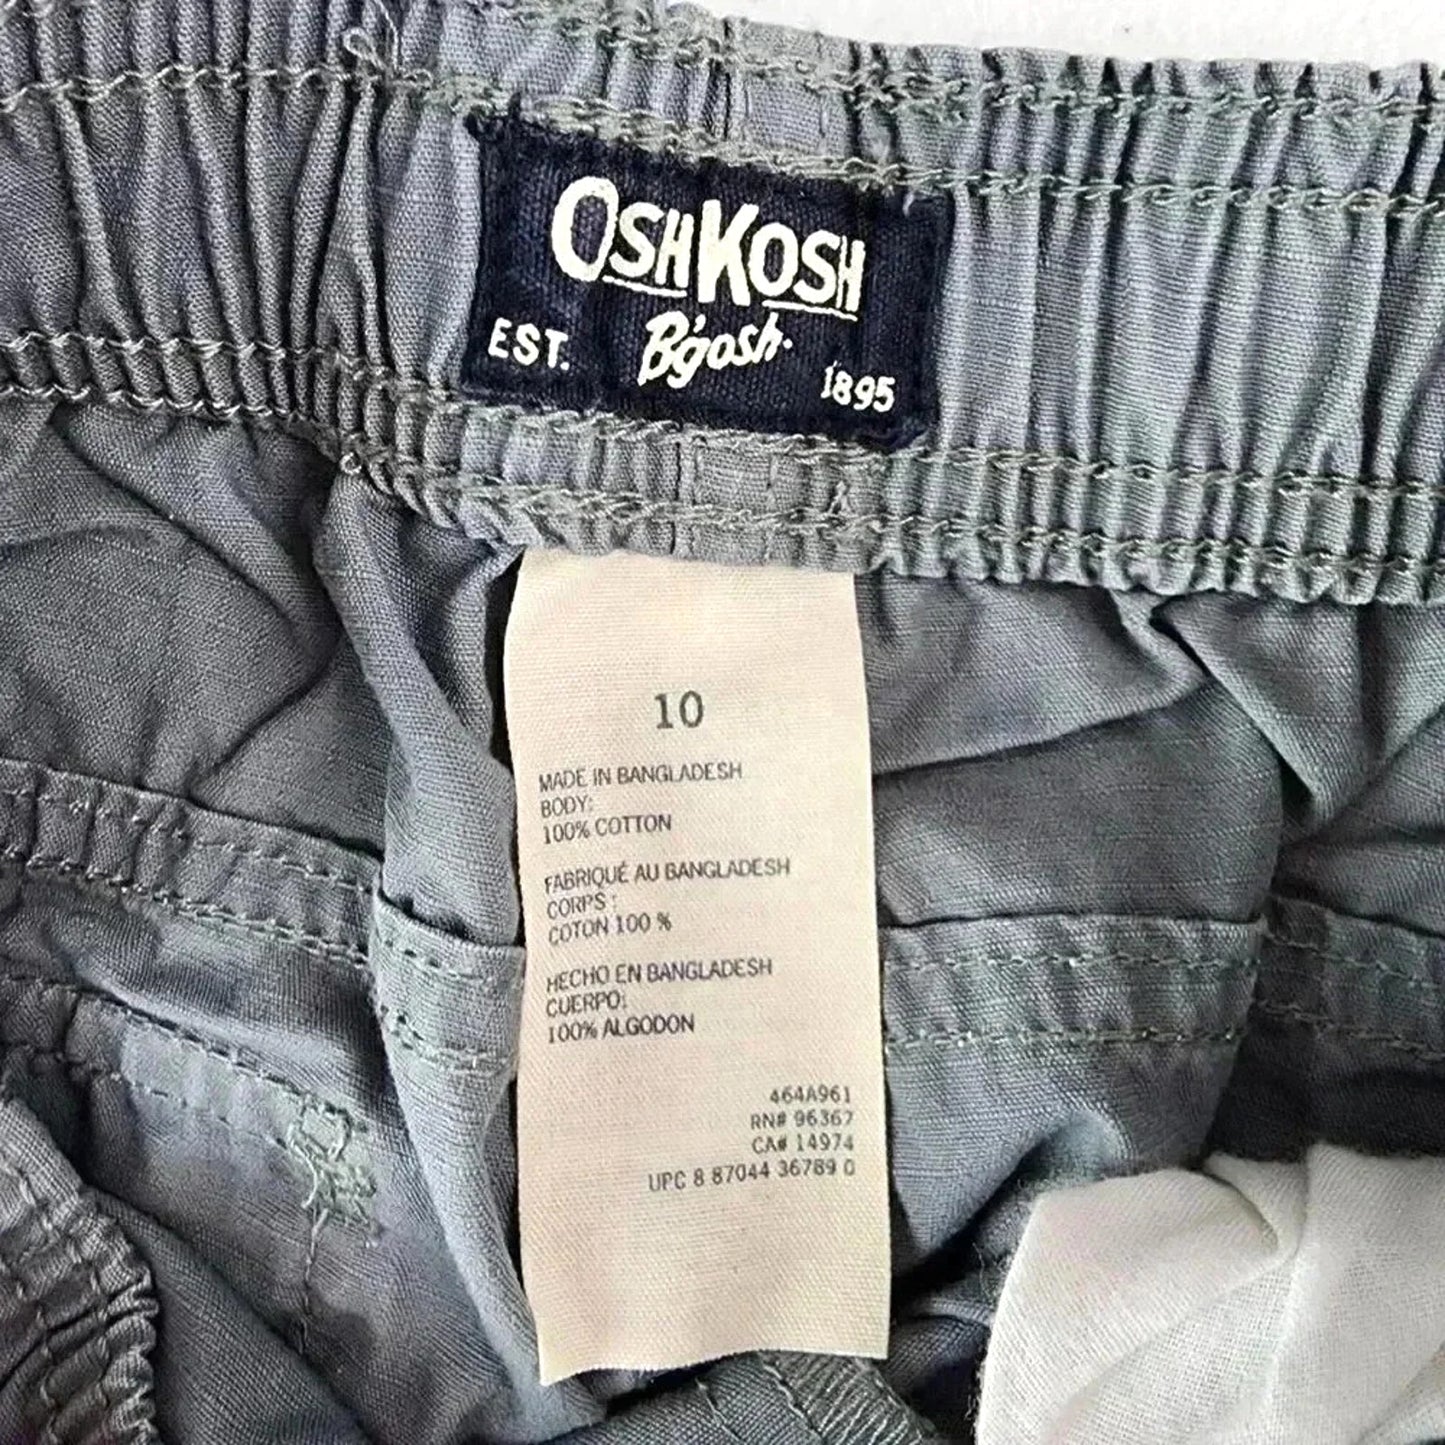 OSHKOSH
B'gosh.
EST. 1895
10
MADE IN BANGLADESH
BODY:
100% COTTON
FABRIQUÉ AU BANGLADESH
CORPS :
COTON 100 %
HECHO EN BANGLADESH
CUERPO:
100% ALGODON
464A961
RN# 96367
CA# 14974
UPC 8 87044 36789 0